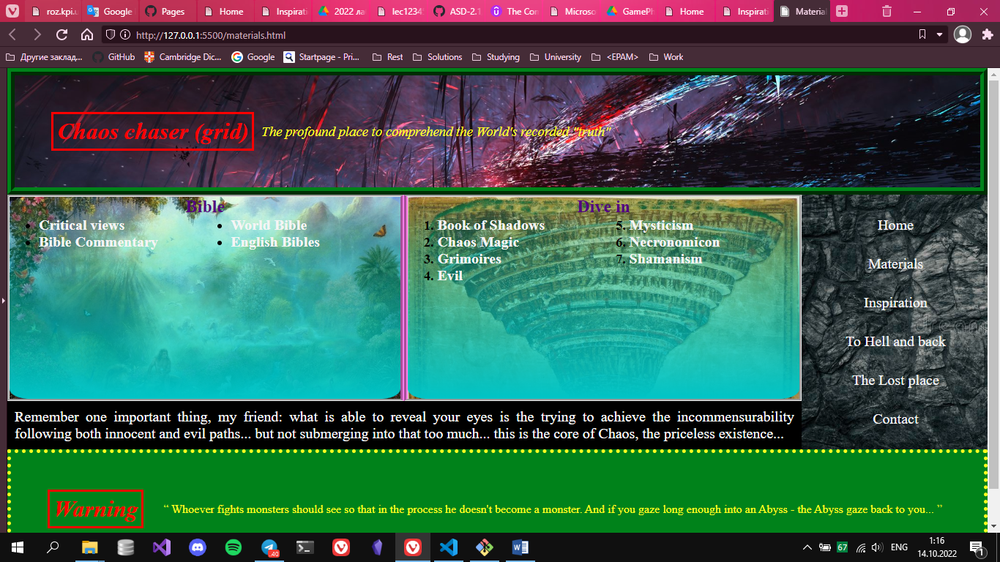 roz.kpi.u
Google
Pages
Home
Inspirati
2022 ла
lec1234
ASD-2.1
The Con
Microso
GamePh
Home
Inspirati
Material
http://127.0.0.1:5500/materials.html
Другие заклад...
GitHub
Cambridge Dic...
Google
Startpage - Pri...
Rest
Solutions
Studying
University
<EPAM>
Work
Chaos chaser (grid)
The profound place to comprehend the World's recorded "truth"
Bible
Critical views
Bible Commentary
World Bible
English Bibles
Dive in
1. Book of Shadows
2. Chaos Magic
3. Grimoires
4. Evil
5. Mysticism
6. Necronomicon
7. Shamanism
Home
Materials
Inspiration
To Hell and back
The Lost place
Contact
dream
Remember one important thing, my friend: what is able to reveal your eyes is the trying to achieve the incommensurability
following both innocent and evil paths... but not submerging into that too much... this is the core of Chaos, the priceless existence...
Warning
“ Whoever fights monsters should see so that in the process he doesn't become a monster. And if you gaze long enough into an Abyss - the Abyss gaze back to you... ”
40
67
ENG
1:16
14.10.2022
1